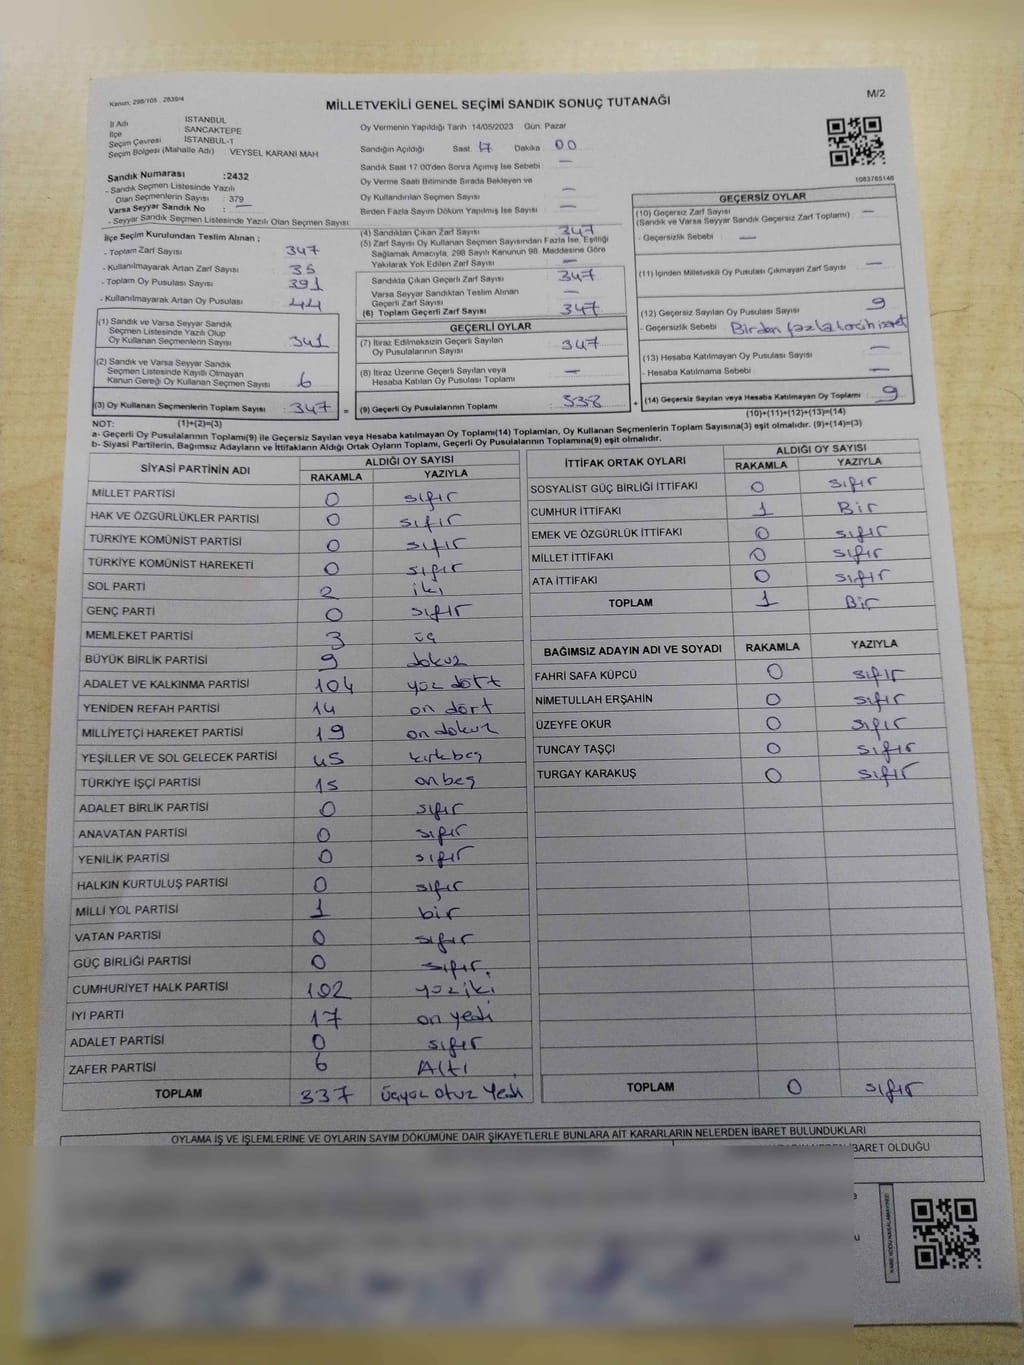 Kanun: 298/105 , 2839/4
MİLLETVEKİLİ GENEL SEÇİMİ SANDIK SONUÇ TUTANAĞI
M/2
İl Adı İSTANBUL
İlçe SANCAKTEPE
Seçim Çevresi İSTANBUL-1
Seçim Bölgesi (Mahalle Adı) : VEYSEL KARANİ MAH
Sandık Numarası :2432
- Sandık Seçmen Listesinde Yazılı
Olan Seçmenlerin Sayısı : 379
Varsa Seyyar Sandık No : —
- Seyyar Sandık Seçmen Listesinde Yazılı Olan Seçmen Sayısı
Oy Vermenin Yapıldığı Tarih :14/05/2023 Gün: Pazar
Sandığın Açıldığı Saat: 17 Dakika: 00
Sandık Saat 17.00'den Sonra Açımış İse Sebebi : —
Oy Verme Saati Bitiminde Sırada Bekleyen ve
Oy Kullandırılan Seçmen Sayısı —
Birden Fazla Sayım Döküm Yapılmış İse Sayısı —
1083765146
İlçe Seçim Kurulundan Teslim Alınan ;
- Toplam Zarf Sayısı 347
- Kullanılmayarak Artan Zarf Sayısı 35
- Toplam Oy Pusulası Sayısı 391
- Kullanılmayarak Artan Oy Pusulası 44
(1) Sandık ve Varsa Seyyar Sandık
Seçmen Listesinde Yazılı Olup
Oy Kullanan Seçmenlerin Sayısı 341
(2) Sandık ve Varsa Seyyar Sandık
Seçmen Listesinde Kayıtlı Olmayan
Kanun Gereği Oy Kullanan Seçmen Sayısı 6
(3) Oy Kullanan Seçmenlerin Toplam Sayısı : 347 =
(4) Sandıktan Çıkan Zarf Sayısı 347
(5) Zarf Sayısı Oy Kullanan Seçmen Sayısından Fazla İse, Eşitliği
Sağlamak Amacıyla, 298 Sayılı Kanunun 98. Maddesine Göre
Yakılarak Yok Edilen Zarf Sayısı —
Sandıkta Çıkan Geçerli Zarf Sayısı 347
Varsa Seyyar Sandıktan Teslim Alınan
Geçerli Zarf Sayısı —
(6) Toplam Geçerli Zarf Sayısı 347
GEÇERLİ OYLAR
(7) İtiraz Edilmeksizin Geçerli Sayılan
Oy Pusulalarının Sayısı 347
(8) İtiraz Üzerine Geçerli Sayılan veya
Hesaba Katılan Oy Pusulası Toplamı —
(9) Geçerli Oy Pusulalarının Toplamı 338 +
GEÇERSİZ OYLAR
(10) Geçersiz Zarf Sayısı
(Sandık ve Varsa Seyyar Sandık Geçersiz Zarf Toplamı) —
- Geçersizlik Sebebi : —
(11) İçinden Milletvekili Oy Pusulası Çıkmayan Zarf Sayısı —
(12) Geçersiz Sayılan Oy Pusulası Sayısı 9
- Geçersizlik Sebebi Birden fazla tercih işaret
(13) Hesaba Katılmayan Oy Pusulası Sayısı —
- Hesaba Katılmama Sebebi —
(14) Geçersiz Sayılan veya Hesaba Katılmayan Oy Toplamı : 9
(10)+(11)+(12)+(13)=(14)
NOT: (1)+(2)=(3)
a- Geçerli Oy Pusulalarının Toplamı(9) ile Geçersiz Sayılan veya Hesaba katılmayan Oy Toplamı(14) Toplamları, Oy Kullanan Seçmenlerin Toplam Sayısına(3) eşit olmalıdır. (9)+(14)=(3)
b- Siyasi Partilerin, Bağımsız Adayların ve İttifakların Aldığı Ortak Oyların Toplamı, Geçerli Oy Pusulalarının Toplamına(9) eşit olmalıdır.
SİYASİ PARTİNİN ADI ALDIĞI OY SAYISI
RAKAMLA YAZIYLA
MİLLET PARTİSİ 0 sıfır
HAK VE ÖZGÜRLÜKLER PARTİSİ 0 sıfır
TÜRKİYE KOMÜNİST PARTİSİ 0 sıfır
TÜRKİYE KOMÜNİST HAREKETİ 0 sıfır
SOL PARTİ 2 iki
GENÇ PARTİ 0 sıfır
MEMLEKET PARTİSİ 3 üç
BÜYÜK BİRLİK PARTİSİ 9 dokuz
ADALET VE KALKINMA PARTİSİ 104 yüz dört
YENİDEN REFAH PARTİSİ 14 on dört
MİLLİYETÇİ HAREKET PARTİSİ 19 on dokuz
YEŞİLLER VE SOL GELECEK PARTİSİ 45 kırkbeş
TÜRKİYE İŞÇİ PARTİSİ 15 onbeş
ADALET BİRLİK PARTİSİ 0 sıfır
ANAVATAN PARTİSİ 0 sıfır
YENİLİK PARTİSİ 0 sıfır
HALKIN KURTULUŞ PARTİSİ 0 sıfır
MİLLİ YOL PARTİSİ 1 bir
VATAN PARTİSİ 0 sıfır
GÜÇ BİRLİĞİ PARTİSİ 0 sıfır.
CUMHURİYET HALK PARTİSİ 102 yüz iki
İYİ PARTİ 17 on yedi
ADALET PARTİSİ 0 sıfır
ZAFER PARTİSİ 6 Altı
TOPLAM 337 üçyüz otuz Yedi
İTTİFAK ORTAK OYLARI ALDIĞI OY SAYISI
RAKAMLA YAZIYLA
SOSYALİST GÜÇ BİRLİĞİ İTTİFAKI 0 sıfır
CUMHUR İTTİFAKI 1 Bir
EMEK VE ÖZGÜRLÜK İTTİFAKI 0 sıfır
MİLLET İTTİFAKI 0 sıfır
ATA İTTİFAKI 0 sıfır
TOPLAM 1 Bir
BAĞIMSIZ ADAYIN ADI VE SOYADI RAKAMLA YAZIYLA
FAHRİ SAFA KÜPCÜ 0 sıfır
NİMETULLAH ERŞAHİN 0 sıfır
ÜZEYFE OKUR 0 sıfır
TUNCAY TAŞÇI 0 sıfır
TURGAY KARAKUŞ 0 sıfır
TOPLAM 0 sıfır
OYLAMA İŞ VE İŞLEMLERİNE VE OYLARIN SAYIM DÖKÜMÜNE DAİR ŞİKAYETLERLE BUNLARA AİT KARARLARIN NELERDEN İBARET BULUNDUKLARI
İBARET OLDUĞU